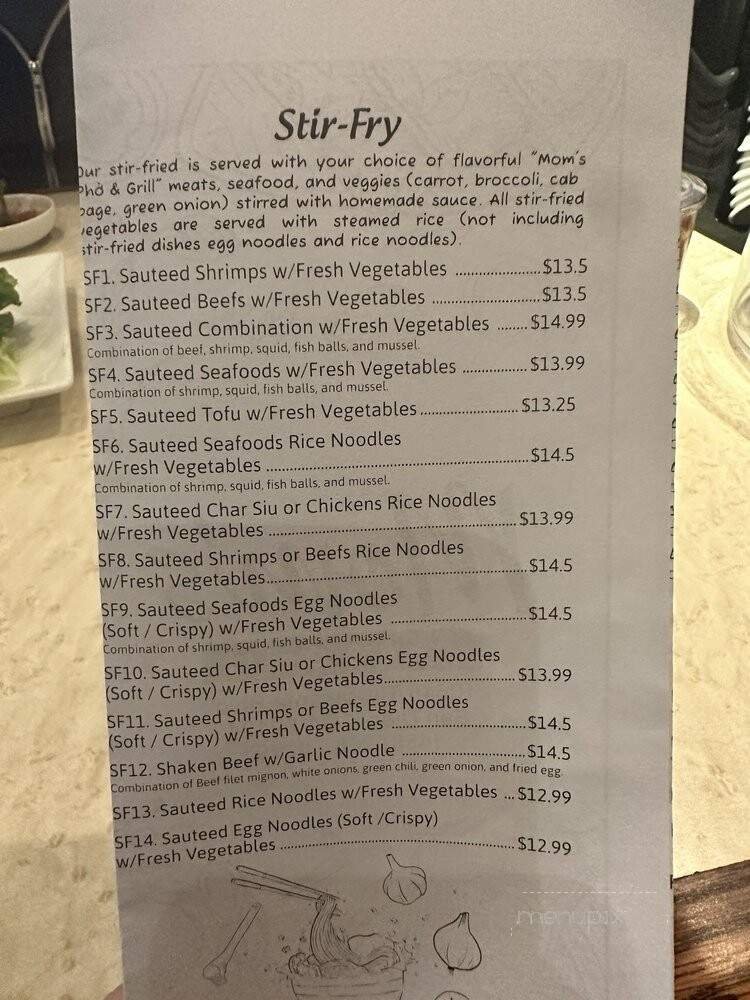 Stir-Fry
our stir-fried is served with your choice of flavorful "Mom's
Phở & Grill" meats, seafood, and veggies (carrot, broccoli, cab
bage, green onion) stirred with homemade sauce. All stir-fried
vegetables are served with steamed rice (not including
stir-fried dishes egg noodles and rice noodles).
SF1. Sauteed Shrimps w/Fresh Vegetables ........................$13.5
SF2. Sauteed Beefs w/Fresh Vegetables ..............................$13.5
SF3. Sauteed Combination w/Fresh Vegetables ........$14.99
Combination of beef, shrimp, squid, fish balls, and mussel.
SF4. Sauteed Seafoods w/Fresh Vegetables .................$13.99
Combination of shrimp, squid, fish balls, and mussel.
SF5. Sauteed Tofu w/Fresh Vegetables..........................$13.25
SF6. Sauteed Seafoods Rice Noodles
w/Fresh Vegetables ......................................................................$14.5
Combination of shrimp, squid, fish balls, and mussel.
SF7. Sauteed Char Siu or Chickens Rice Noodles
w/Fresh Vegetables ...................................................................$13.99
SF8. Sauteed Shrimps or Beefs Rice Noodles
w/Fresh Vegetables......................................................................$14.5
SF9. Sauteed Seafoods Egg Noodles
(Soft / Crispy) w/Fresh Vegetables .....................................$14.5
Combination of shrimp, squid, fish balls, and mussel.
SF10. Sauteed Char Siu or Chickens Egg Noodles
(Soft / Crispy) w/Fresh Vegetables...................................$13.99
SF11. Sauteed Shrimps or Beefs Egg Noodles
(Soft / Crispy) w/Fresh Vegetables .....................................$14.5
SF12. Shaken Beef w/Garlic Noodle ..................................$14.5
Combination of Beef filet mignon, white onions, green chili, green onion, and fried egg.
SF13. Sauteed Rice Noodles w/Fresh Vegetables ...$12.99
SF14. Sauteed Egg Noodles (Soft /Crispy)
w/Fresh Vegetables ................................................................$12.99
menupix